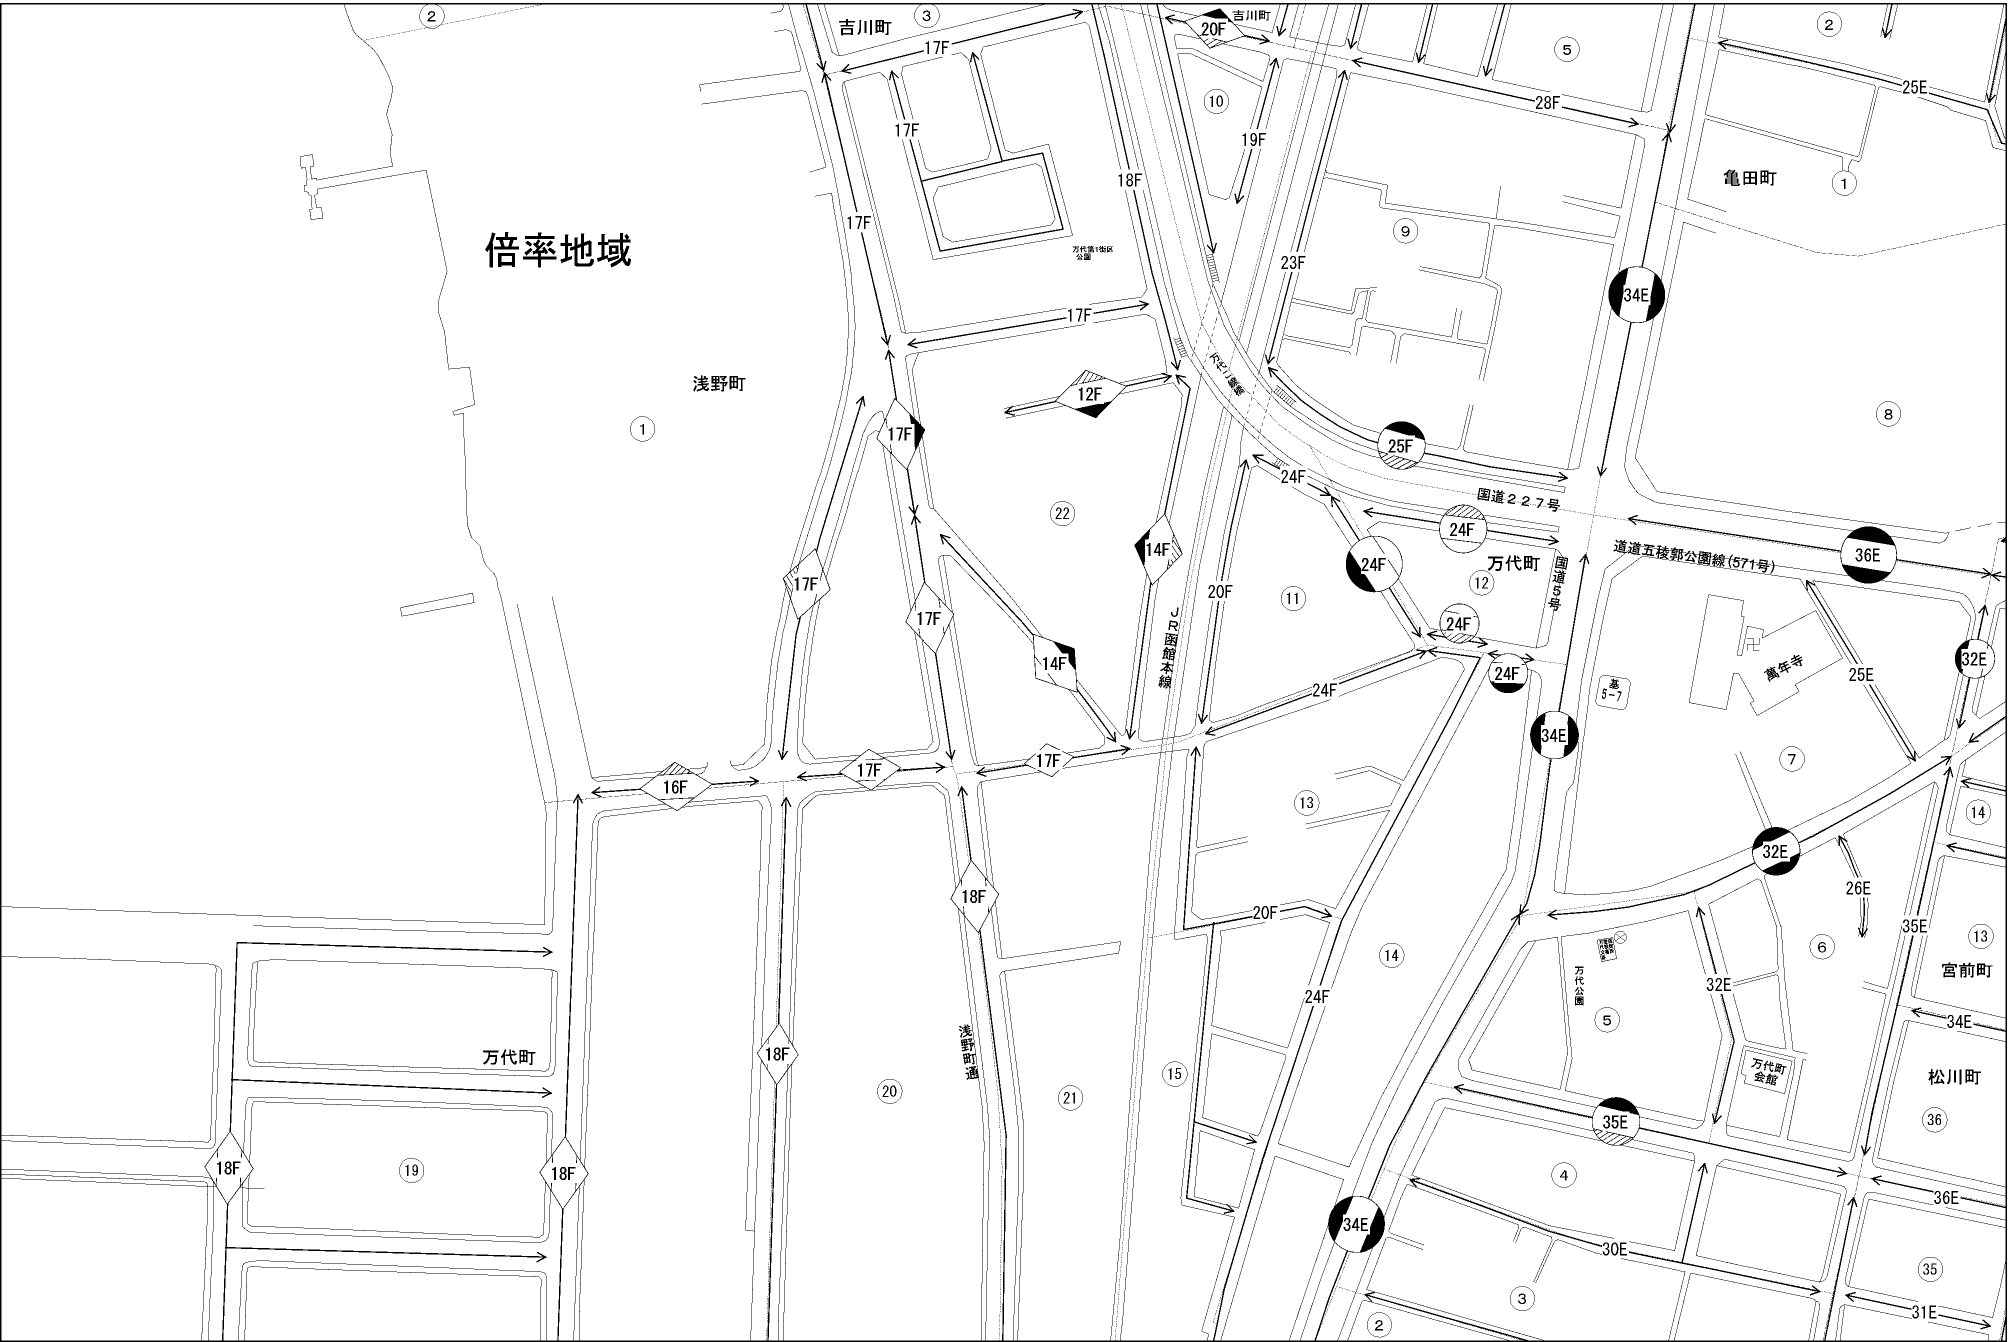 ②
吉川町
③
17F
20F
吉川町
⑤
②
25E
28F
⑩
17F
19F
18F
亀田町
①
17F
⑨
倍率地域
万代第1街区
公園
23F
34E
17F
浅野町
12F
①
⑧
17F
25F
24F
国道227号
㉒
24F
万代町
14F
24F
⑫
36E
道道五稜郭公園線(571号)
国道5号
17F
20F
⑪
17F
24F
JR函館本線
14F
24F
32E
萬年寺
25E
24F
基
5-7
34E
17F
17F
16F
⑦
⑬
⑭
32E
26E
18F
20F
35E
⑥
⑬
宮前町
⑭
32E
24F
万代公園
⑤
34E
浅野町通
万代町
18F
⑮
万代町
会館
松川町
⑳
㉑
35E
㊱
18F
⑲
18F
④
36E
34E
30E
㉟
③
31E
②